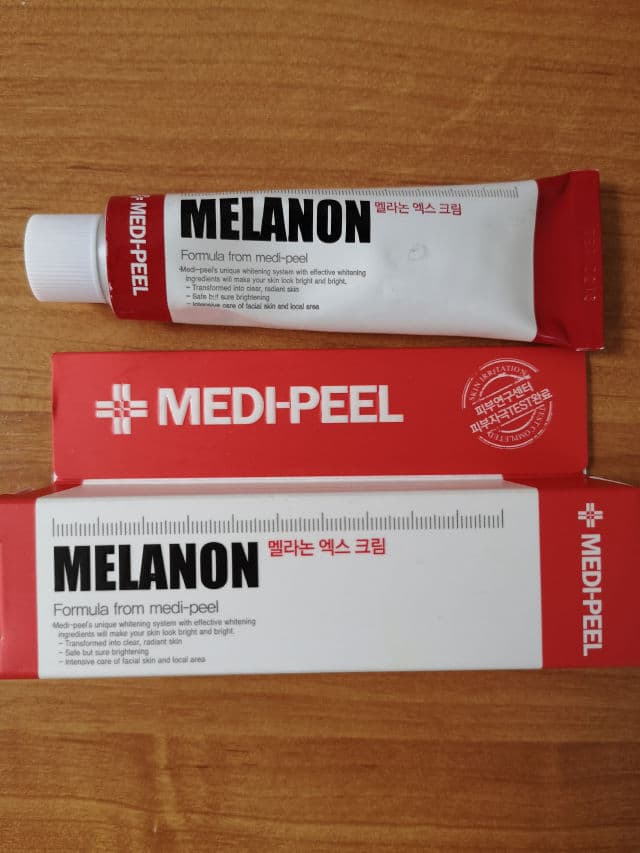 MEDI-PEEL
MELANON 멜라논 엑스 크림
Formula from medi-peel
·Medi-peel's unique whitening system with effective whitening
ingredients will make your skin look bright and bright.
- Transformed into clear, radiant skin
- Safe but sure brightening
- Intensive care of facial skin and local area
MEDI-PEEL
SKIN IRRITATION
피부연구센터
피부자극TEST완료
TEST COMPLETED
MELANON 멜라논 엑스 크림
Formula from medi-peel
·Medi-peel's unique whitening system with effective whitening
ingredients will make your skin look bright and bright.
- Transformed into clear, radiant skin
- Safe but sure brightening
- Intensive care of facial skin and local area
MEDI-PEEL